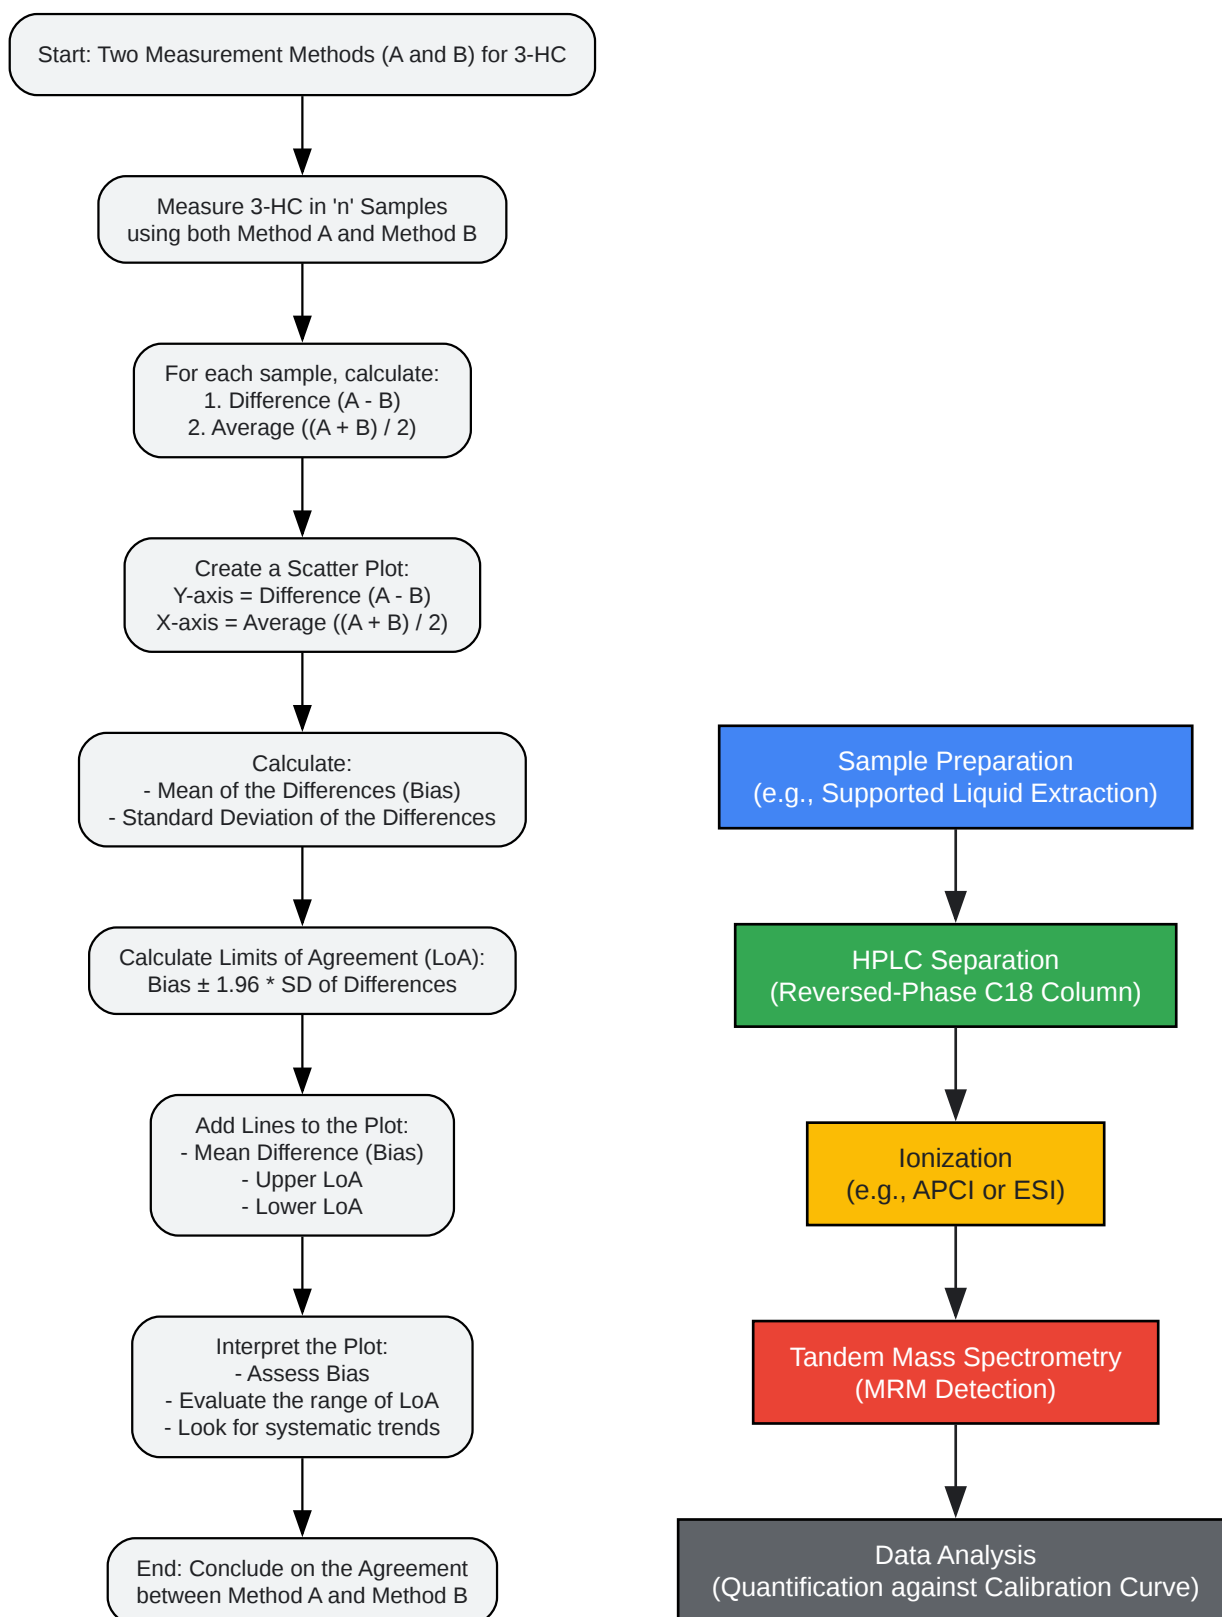 Start: Two Measurement Methods (A and B) for 3-HC
Measure 3-HC in 'n' Samples
using both Method A and Method B
For each sample, calculate:
1. Difference (A - B)
2. Average ((A + B) / 2)
Create a Scatter Plot:
Y-axis = Difference (A - B)
X-axis = Average ((A + B) / 2)
Calculate:
- Mean of the Differences (Bias)
- Standard Deviation of the Differences
Calculate Limits of Agreement (LoA):
Bias ± 1.96 * SD of Differences
Add Lines to the Plot:
- Mean Difference (Bias)
- Upper LoA
- Lower LoA
Interpret the Plot:
- Assess Bias
- Evaluate the range of LoA
- Look for systematic trends
End: Conclude on the Agreement
between Method A and Method B
Sample Preparation
(e.g., Supported Liquid Extraction)
HPLC Separation
(Reversed-Phase C18 Column)
Ionization
(e.g., APCI or ESI)
Tandem Mass Spectrometry
(MRM Detection)
Data Analysis
(Quantification against Calibration Curve)